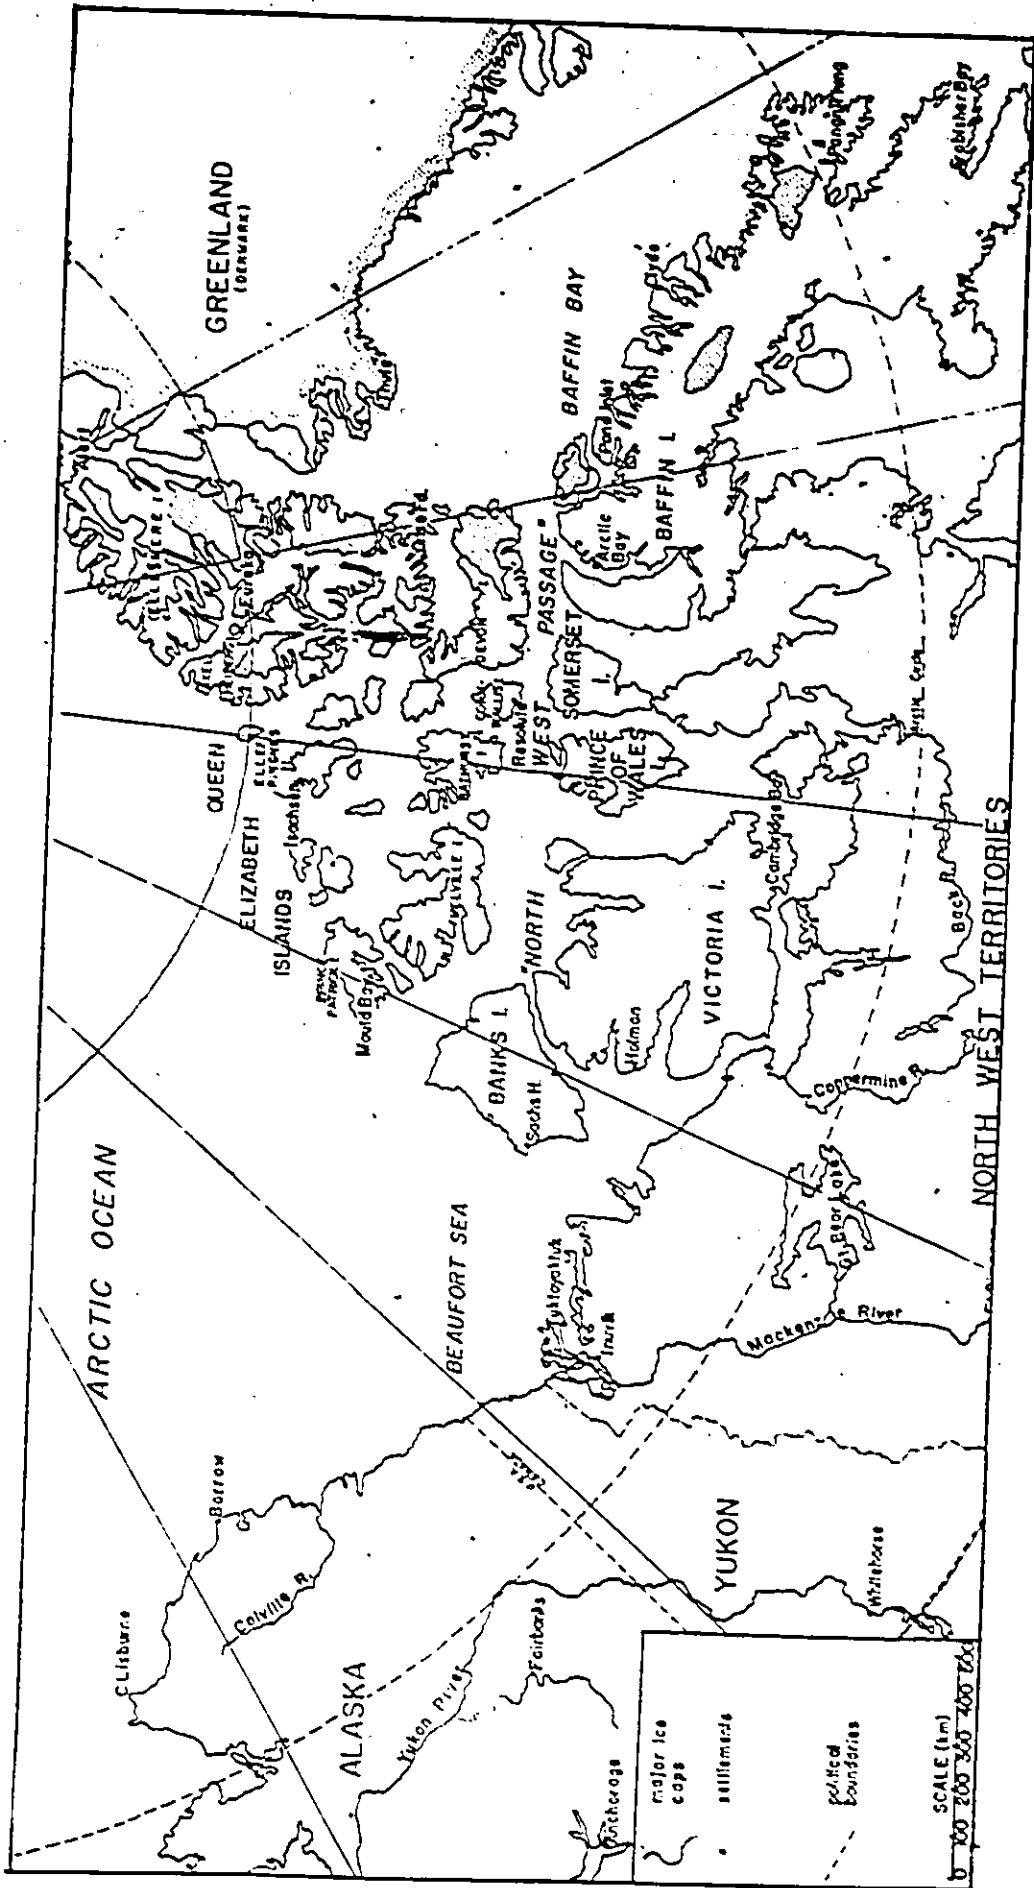 ARCTIC OCEAN
BEAUFORT SEA
QUEEN
ELIZABETH
ISLANDS
GREENLAND
(DENMARK)
BAFFIN BAY
Alert
ELLESMERE I
Eureka
Thule
Isachsen
Mould Bay
MELVILLE I
DEVON
Resolute
"NORTH
WEST
PASSAGE"
SOMERSET
I.
PRINCE
OF
WALES
I.
BANKS I.
Sachs H.
Holman
VICTORIA I.
Cambridge Bay
Arctic
Bay
Pond Inlet
BAFFIN I.
Clyde
Pangnirtung
Frobisher Bay
Back R.
Coppermine R
Gt Bear Lake
NORTH WEST TERRITORIES
Tuktoyaktuk
Inuvik
Mackenzie River
Barrow
C Lisburne
Colville R.
ALASKA
Yukon River
Fairbanks
Anchorage
YUKON
Whitehorse
major ice
caps
settlements
political
boundaries
SCALE (km)
0 100 200 300 400 500